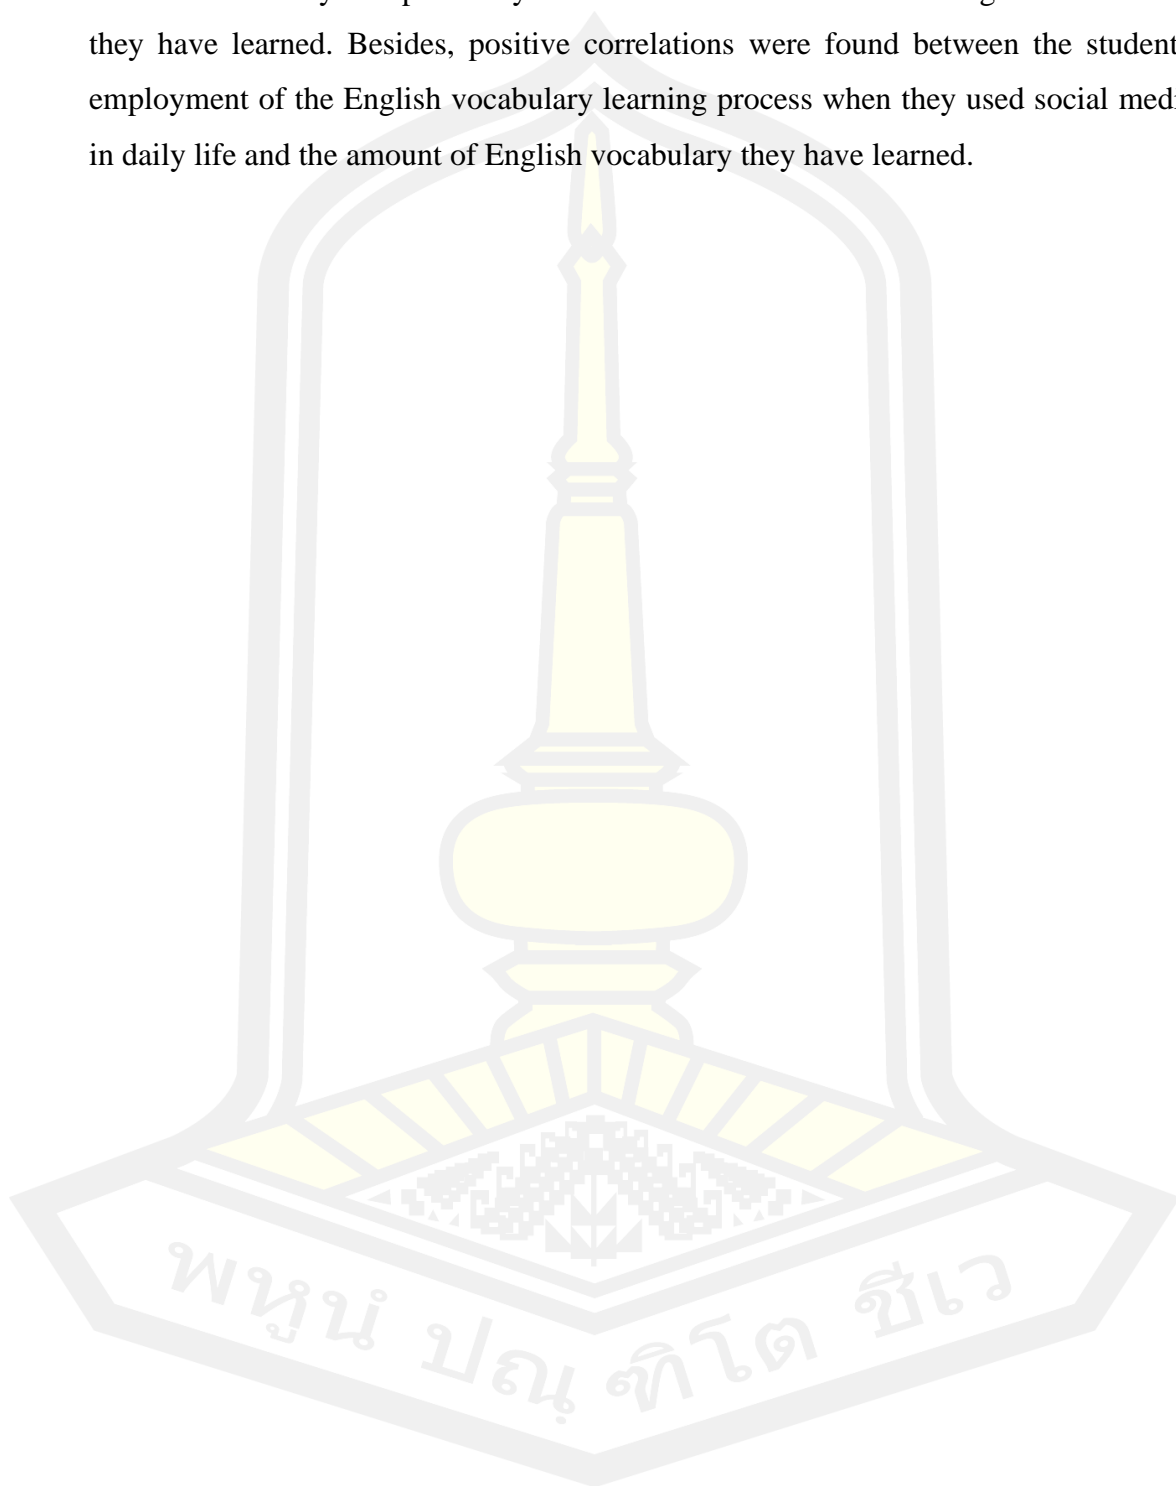 they have learned. Besides, positive correlations were found between the student
employment of the English vocabulary learning process when they used social med
in daily life and the amount of English vocabulary they have learned.
พหูนํ ปณฺฑิโต ชีเว